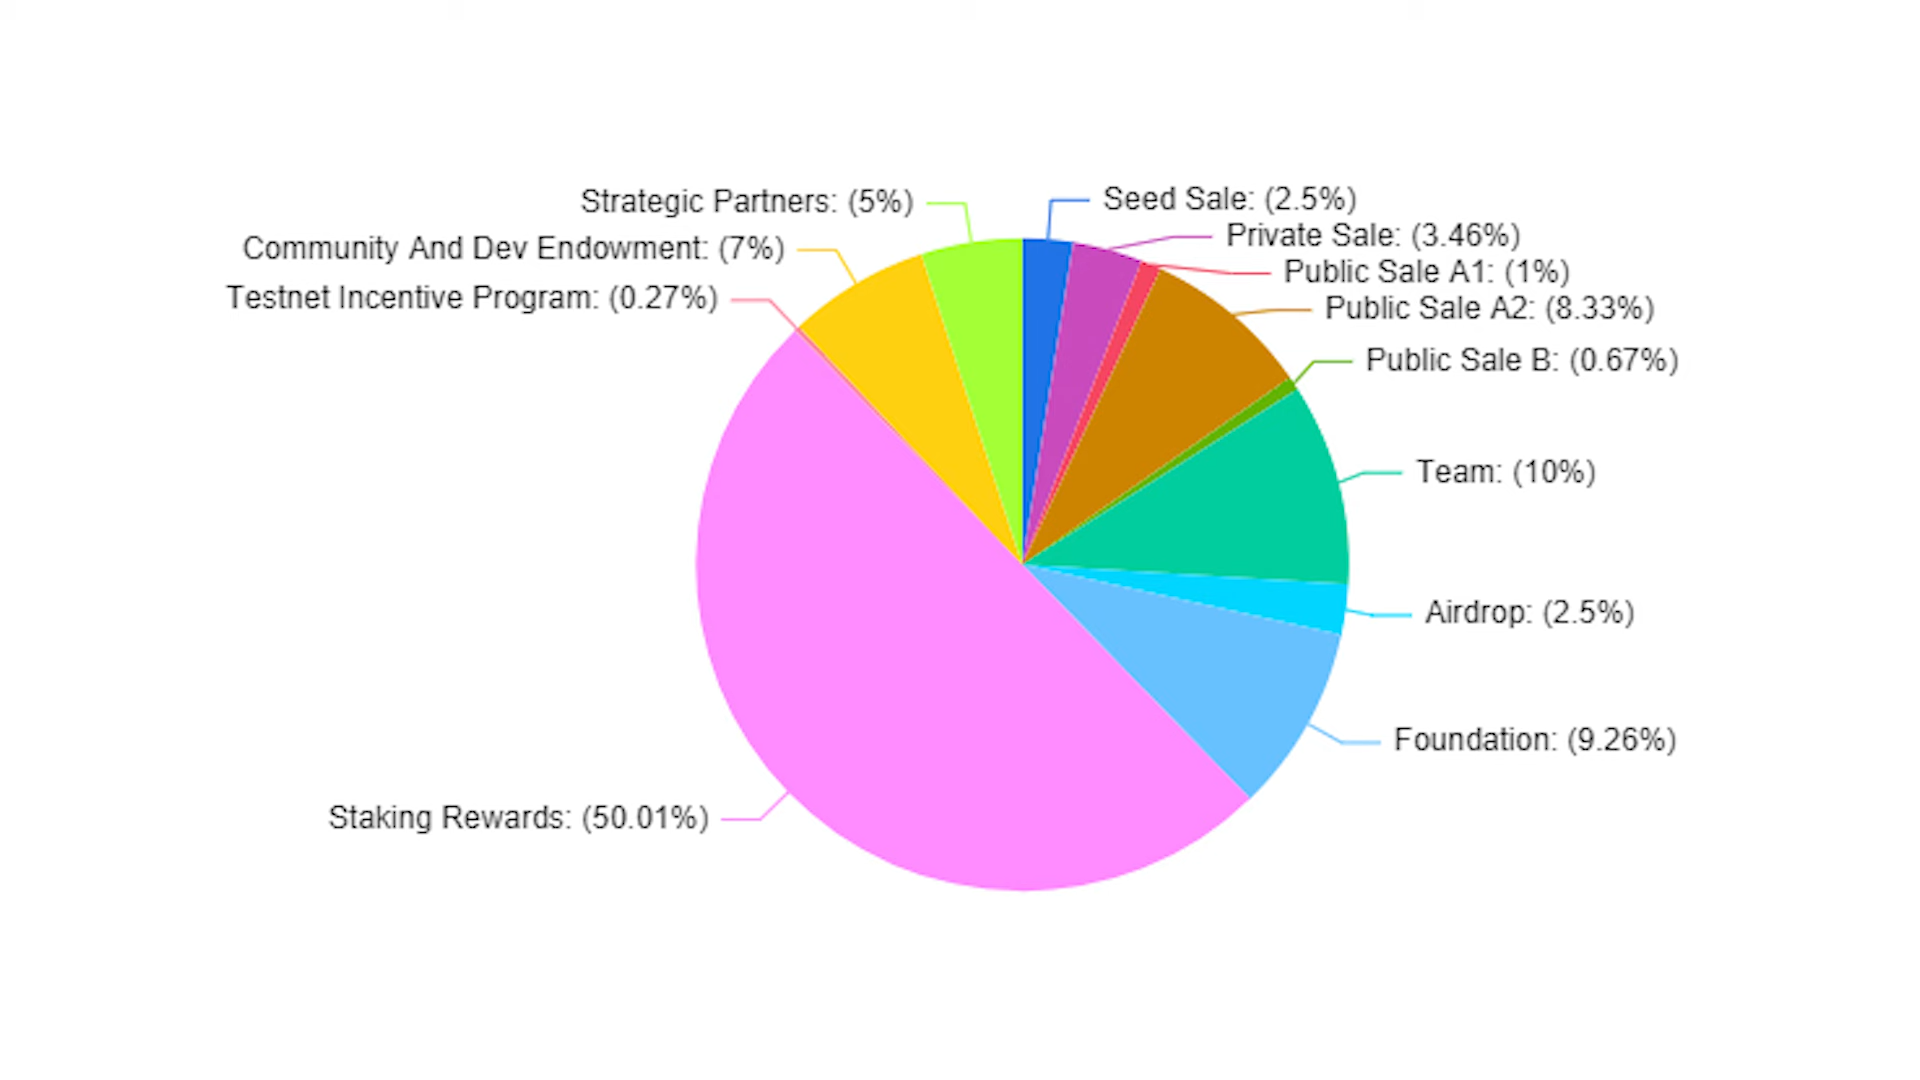 Strategic Partners: (5%)
Seed Sale: (2.5%)
Private Sale: (3.46%)
Community And Dev Endowment: (7%)
Public Sale A1: (1%)
Testnet Incentive Program: (0.27%)
Public Sale A2: (8.33%)
Public Sale B: (0.67%)
Team: (10%)
Airdrop: (2.5%)
Foundation: (9.26%)
Staking Rewards: (50.01%)